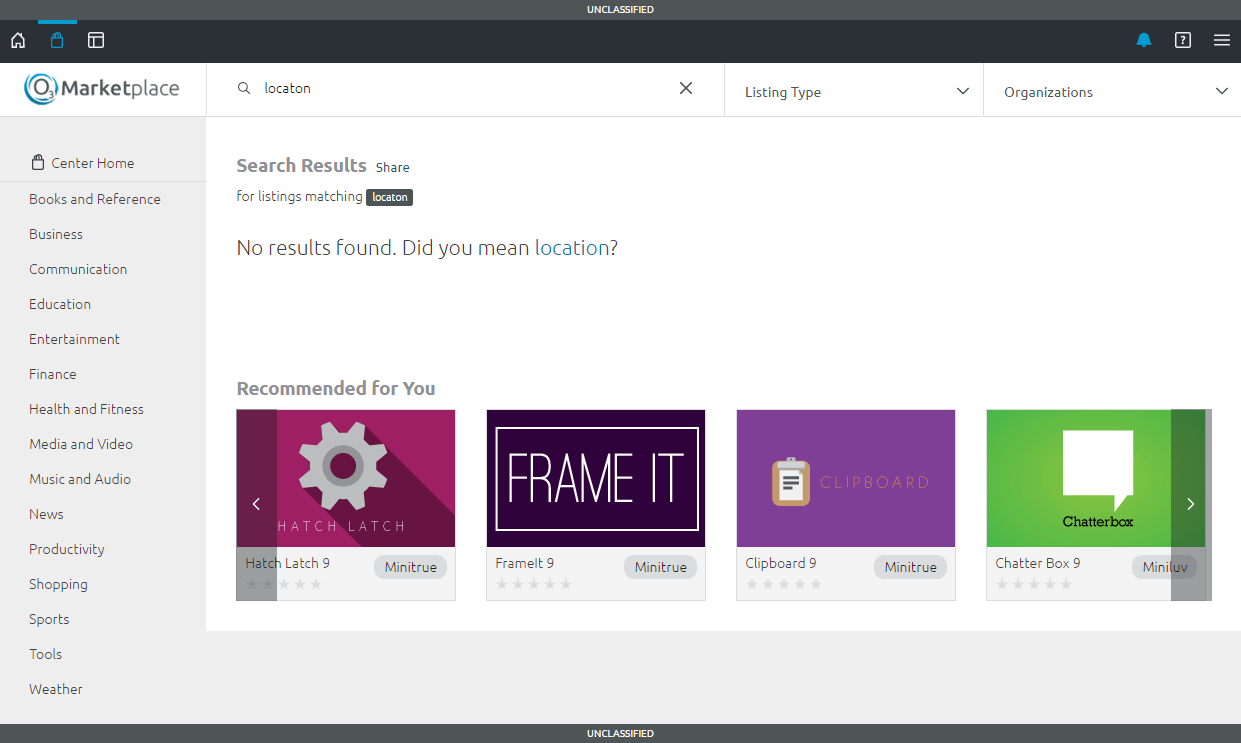 UNCLASSIFIED
O3 Marketplace
locaton
Listing Type
Organizations
Center Home
Books and Reference
Business
Communication
Education
Entertainment
Finance
Health and Fitness
Media and Video
Music and Audio
News
Productivity
Shopping
Sports
Tools
Weather
Search Results Share
for listings matching locaton
No results found. Did you mean location?
Recommended for You
HATCH LATCH
Hatch Latch 9
Minitrue
FRAME IT
FrameIt 9
Minitrue
CLIPBOARD
Clipboard 9
Minitrue
Chatterbox
Chatter Box 9
Miniluv
UNCLASSIFIED